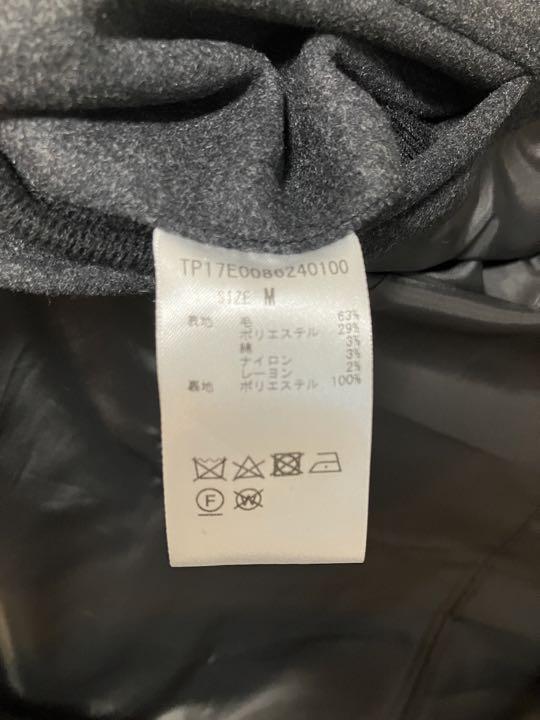 TP17E0086240100
SIZE M
表地 毛 63%
ポリエステル 29%
綿 3%
ナイロン 3%
レーヨン 2%
裏地 ポリエステル 100%
F W